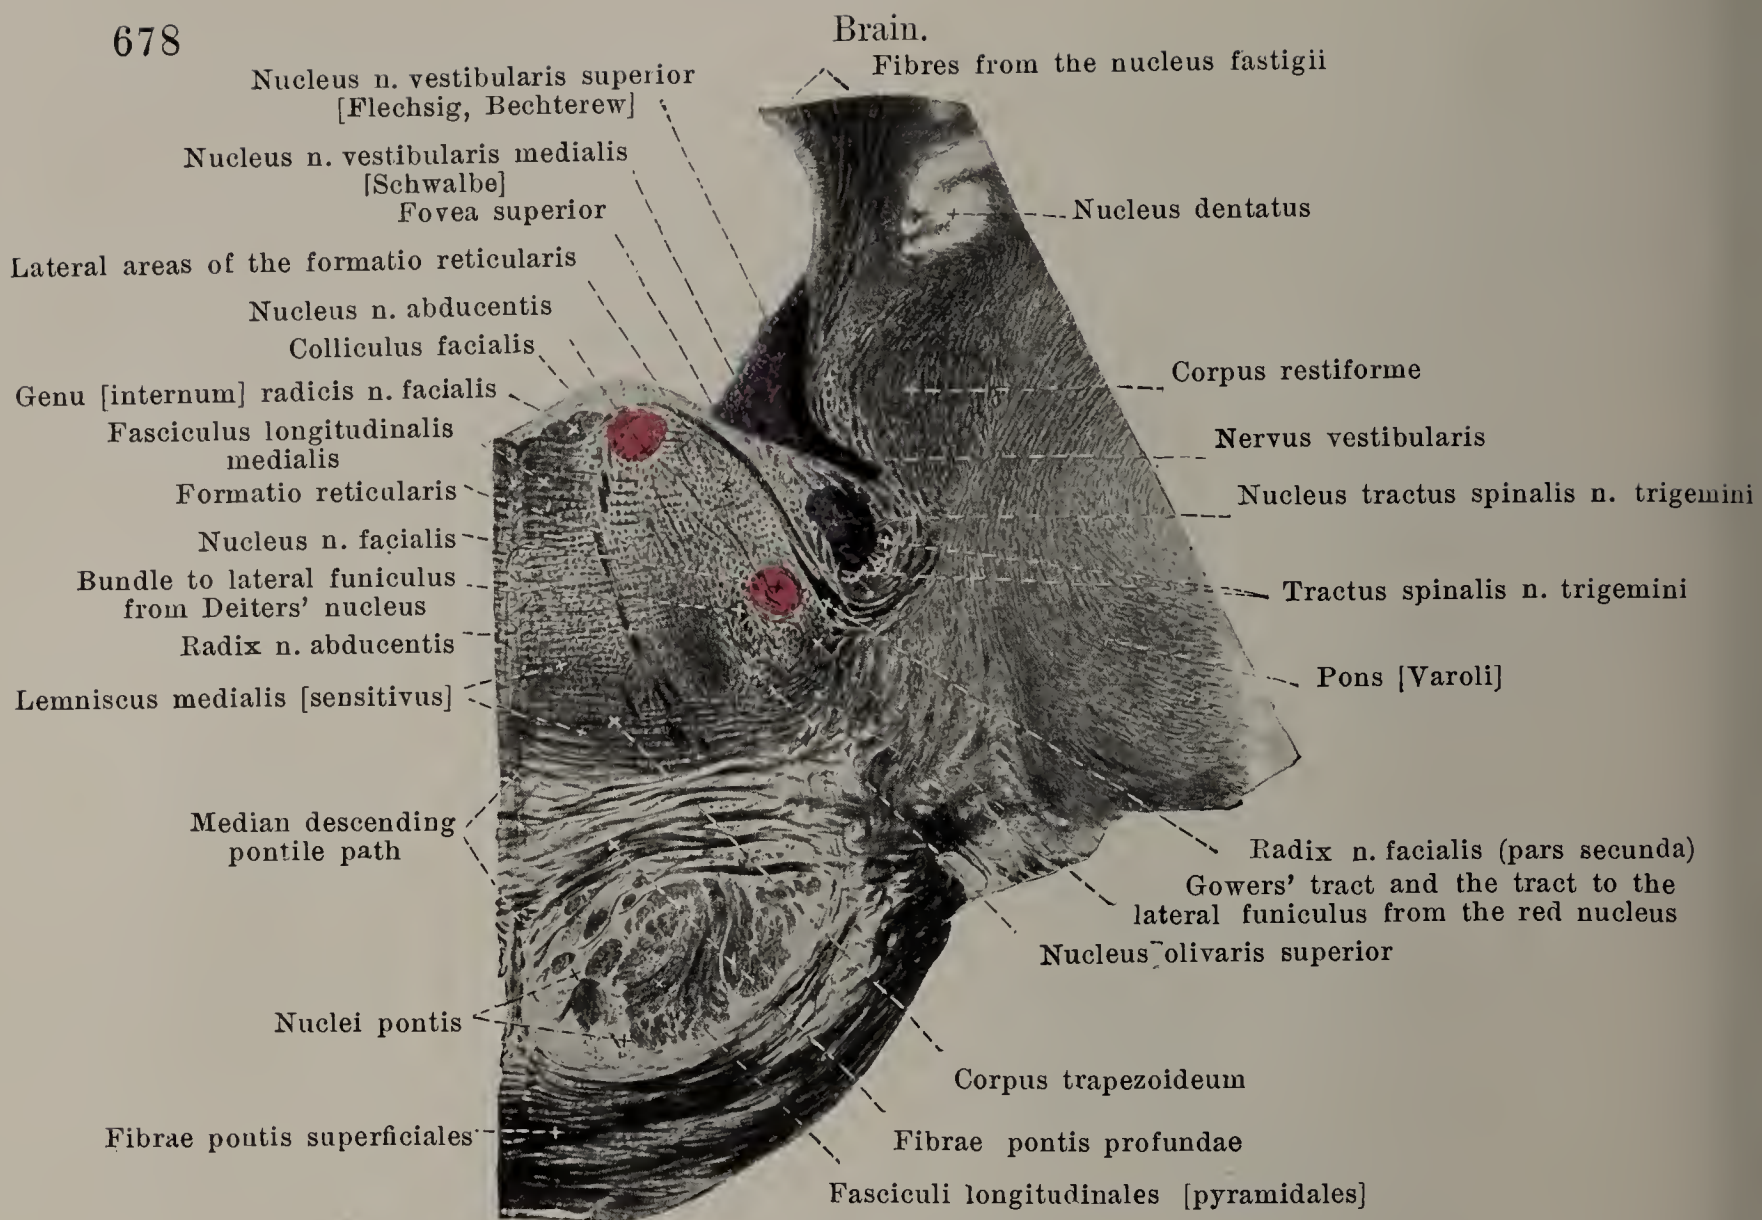 678
Brain.
Fibres from the nucleus fastigii
Nucleus n. vestibularis superior
[Flechsig, Bechterew]
Nucleus n. vestibularis medialis
[Schwalbe]
Fovea superior
Nucleus dentatus
Lateral areas of the formatio reticularis
Nucleus n. abducentis
Colliculus facialis
Genu [internum] radicis n. facialis
Fasciculus longitudinalis
medialis
Formatio reticularis
Nucleus n. facialis
Bundle to lateral funiculus
from Deiters' nucleus
Radix n. abducentis
Lemniscus medialis [sensitivus]
Median descending
pontile path
Nuclei pontis
Fibrae pontis superficiales
Corpus restiforme
Nervus vestibularis
Nucleus tractus spinalis n. trigemini
Tractus spinalis n. trigemini
Pons [Varoli]
Radix n. facialis (pars secunda)
Gowers' tract and the tract to the
lateral funiculus from the red nucleus
Nucleus olivaris superior
Corpus trapezoideum
Fibrae pontis profundae
Fasciculi longitudinales [pyramidales]